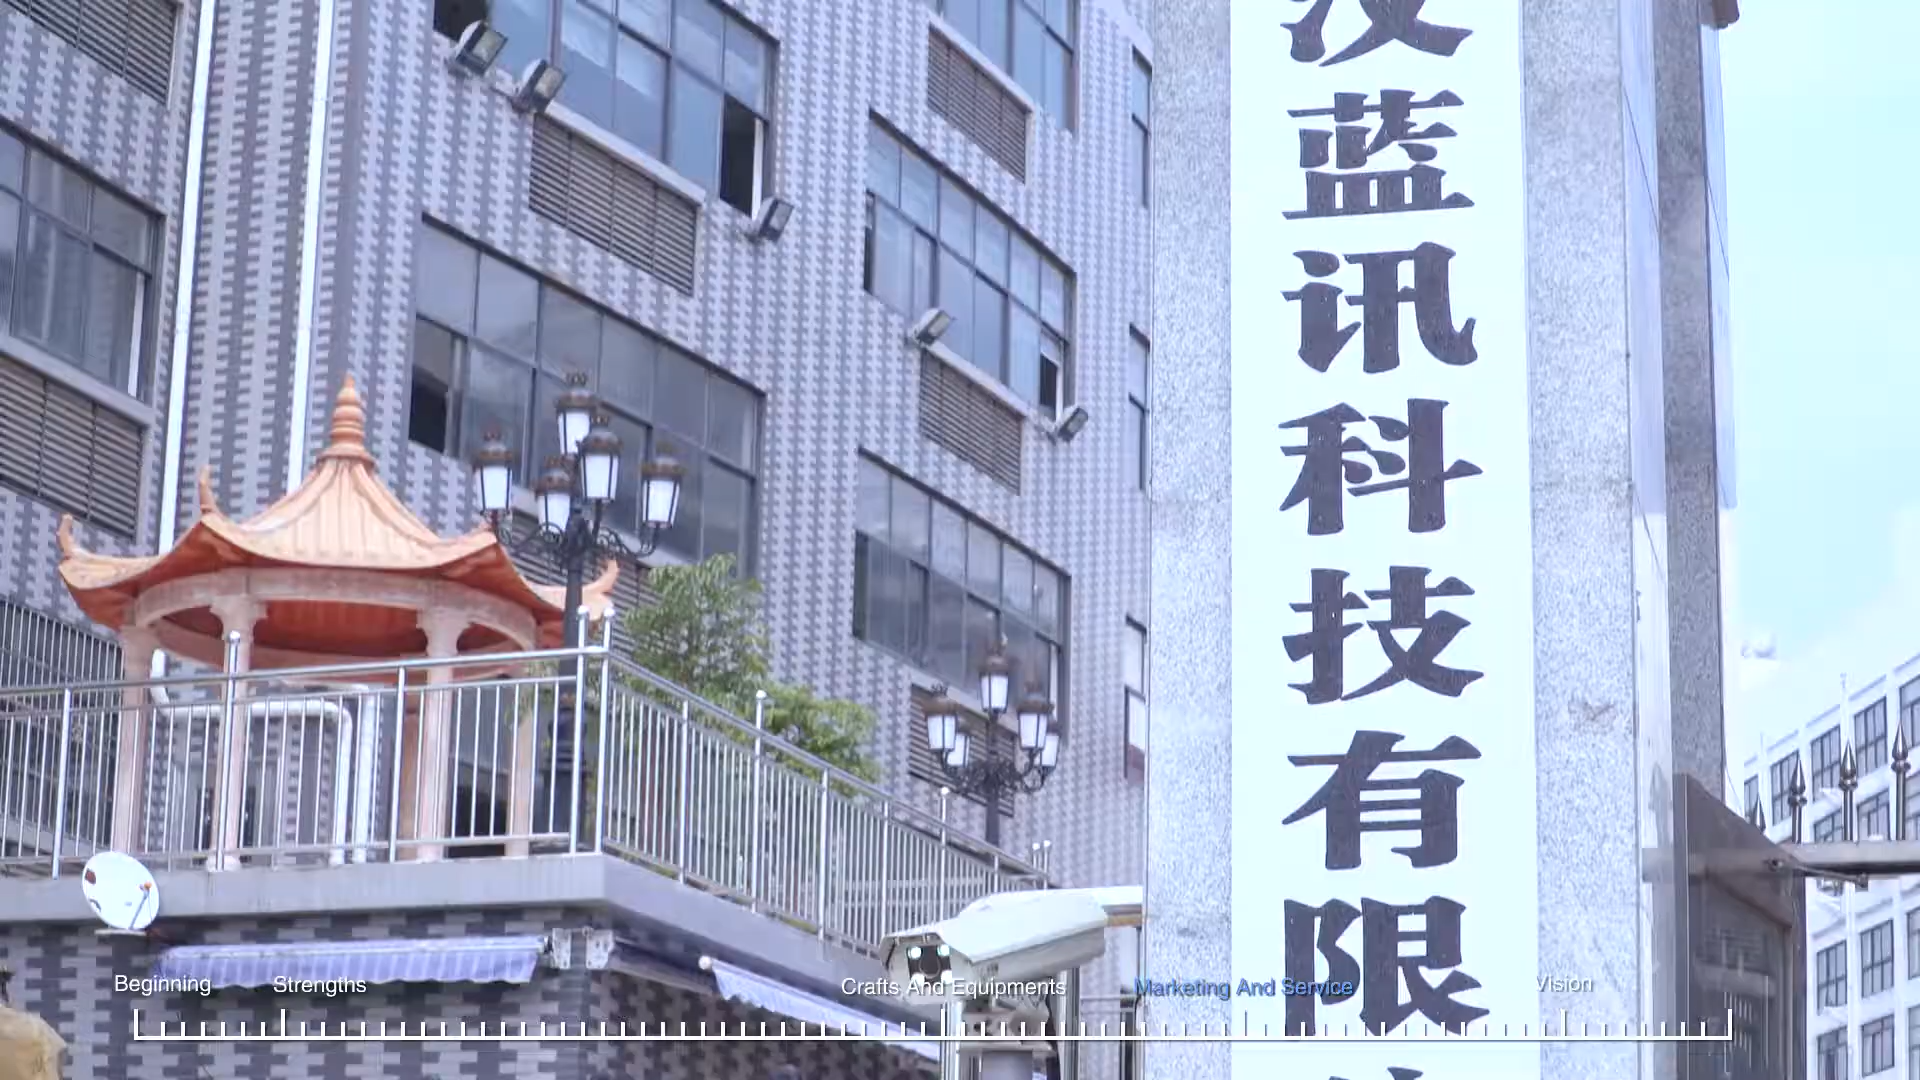 蓝讯科技有限
Beginning
Strengths
Crafts And Equipments
Marketing And Service
Vision